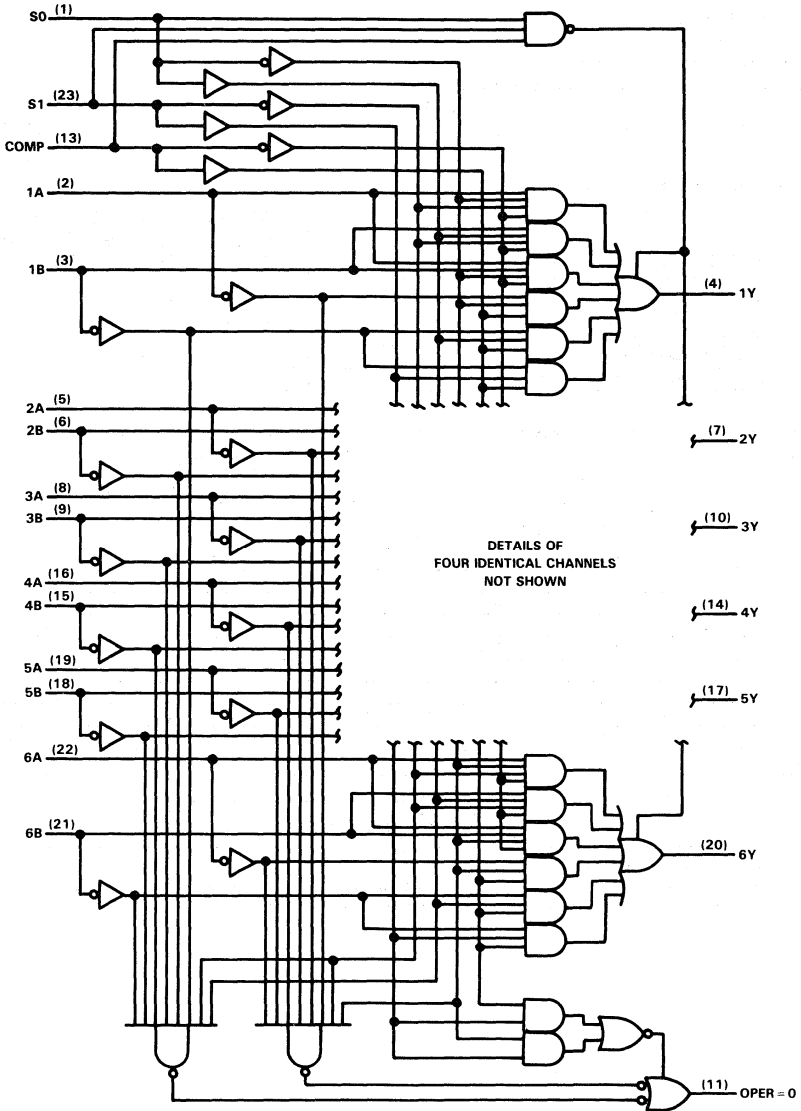 S0 (1)
S1 (23)
COMP (13)
1A (2)
1B (3)
(4) 1Y
2A (5)
2B (6)
(7) 2Y
3A (8)
3B (9)
(10) 3Y
DETAILS OF
FOUR IDENTICAL CHANNELS
NOT SHOWN
4A (16)
4B (15)
(14) 4Y
5A (19)
5B (18)
(17) 5Y
6A (22)
6B (21)
(20) 6Y
(11) OPER = 0